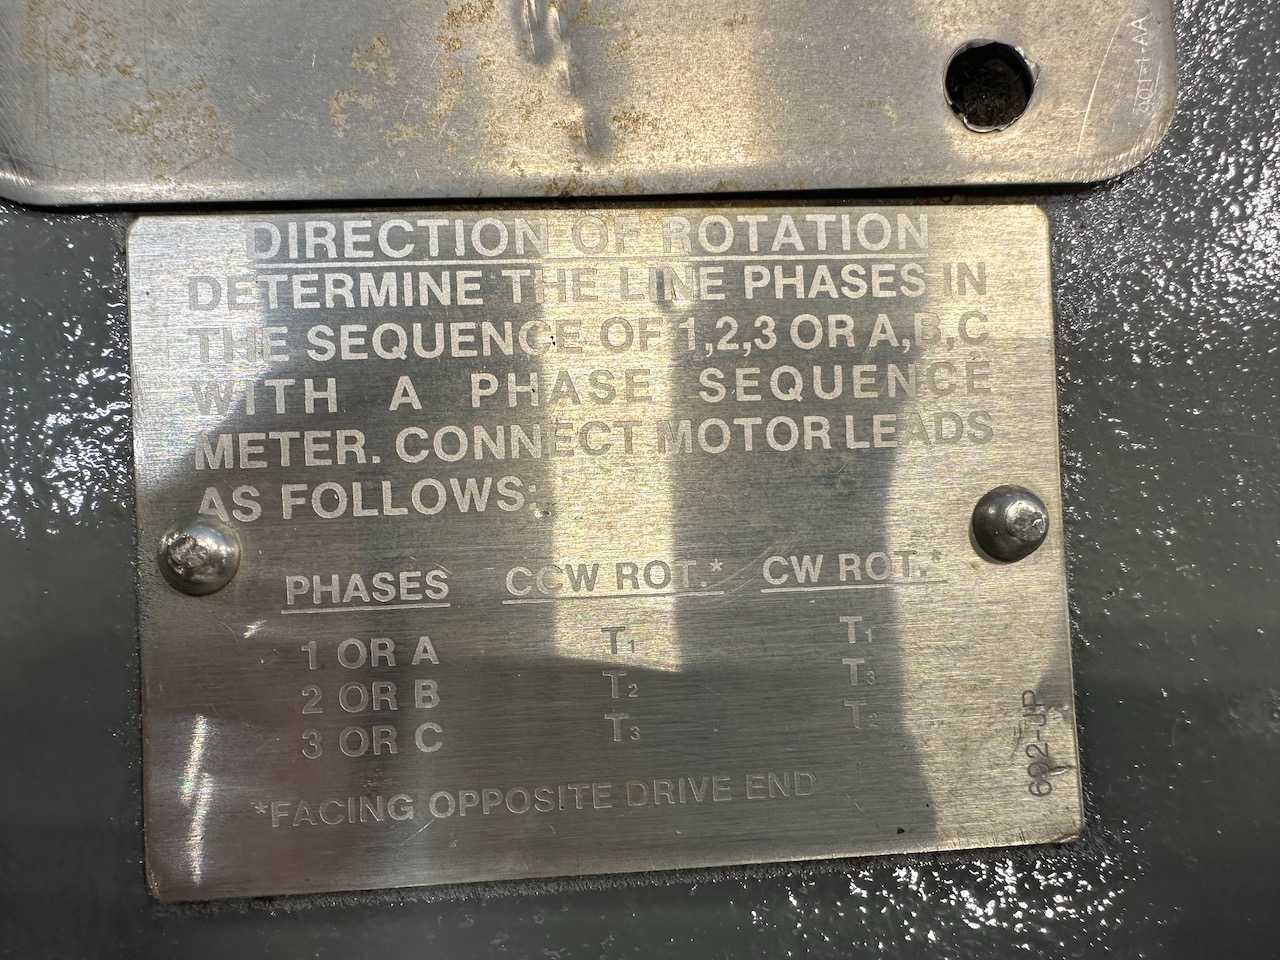 DIRECTION OF ROTATION
DETERMINE THE LINE PHASES IN
THE SEQUENCE OF 1,2,3 OR A,B,C
WITH A PHASE SEQUENCE
METER. CONNECT MOTOR LEADS
AS FOLLOWS:
PHASES CCW ROT.* CW ROT.*
1 OR A T1 T1
2 OR B T2 T3
3 OR C T3 T2
*FACING OPPOSITE DRIVE END
692-JP